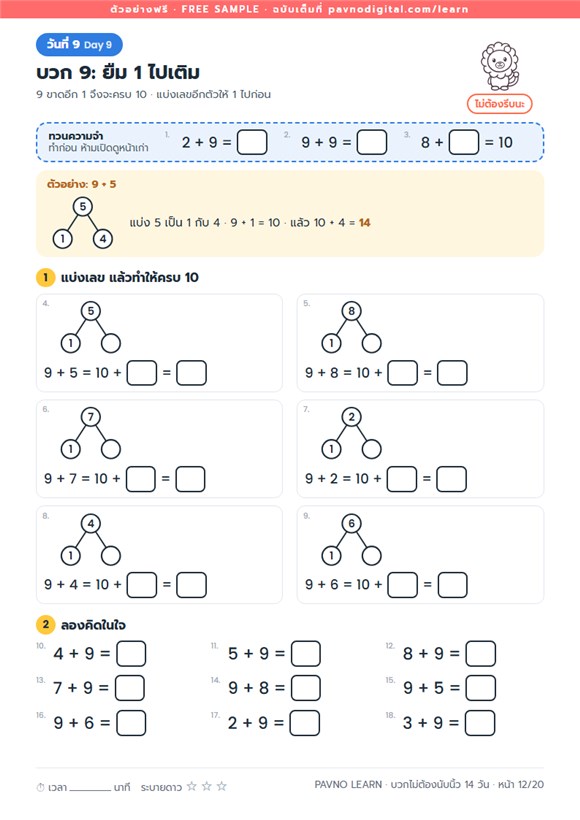 ตัวอย่างฟรี · FREE SAMPLE · ฉบับเต็มที่ pavnodigital.com/learn
วันที่ 9 Day 9
บวก 9: ยืม 1 ไปเติม
9 ขาดอีก 1 จึงจะครบ 10 · แบ่งเลขอีกตัวให้ 1 ไปก่อน
ไม่ต้องรีบนะ
ทวนความจำ
ทำก่อน ห้ามเปิดดูหน้าเก่า
1. 2 + 9 =
2. 9 + 9 =
3. 8 + = 10
ตัวอย่าง: 9 + 5
5
1 4
แบ่ง 5 เป็น 1 กับ 4 · 9 + 1 = 10 · แล้ว 10 + 4 = 14
1 แบ่งเลข แล้วทำให้ครบ 10
4.
5
1
9 + 5 = 10 + =
5.
8
1
9 + 8 = 10 + =
6.
7
1
9 + 7 = 10 + =
7.
2
1
9 + 2 = 10 + =
8.
4
1
9 + 4 = 10 + =
9.
6
1
9 + 6 = 10 + =
2 ลองคิดในใจ
10. 4 + 9 =
11. 5 + 9 =
12. 8 + 9 =
13. 7 + 9 =
14. 9 + 8 =
15. 9 + 5 =
16. 9 + 6 =
17. 2 + 9 =
18. 3 + 9 =
เวลา ________ นาที ระบายดาว ☆ ☆ ☆
PAVNO LEARN · บวกไม่ต้องนับนิ้ว 14 วัน · หน้า 12/20